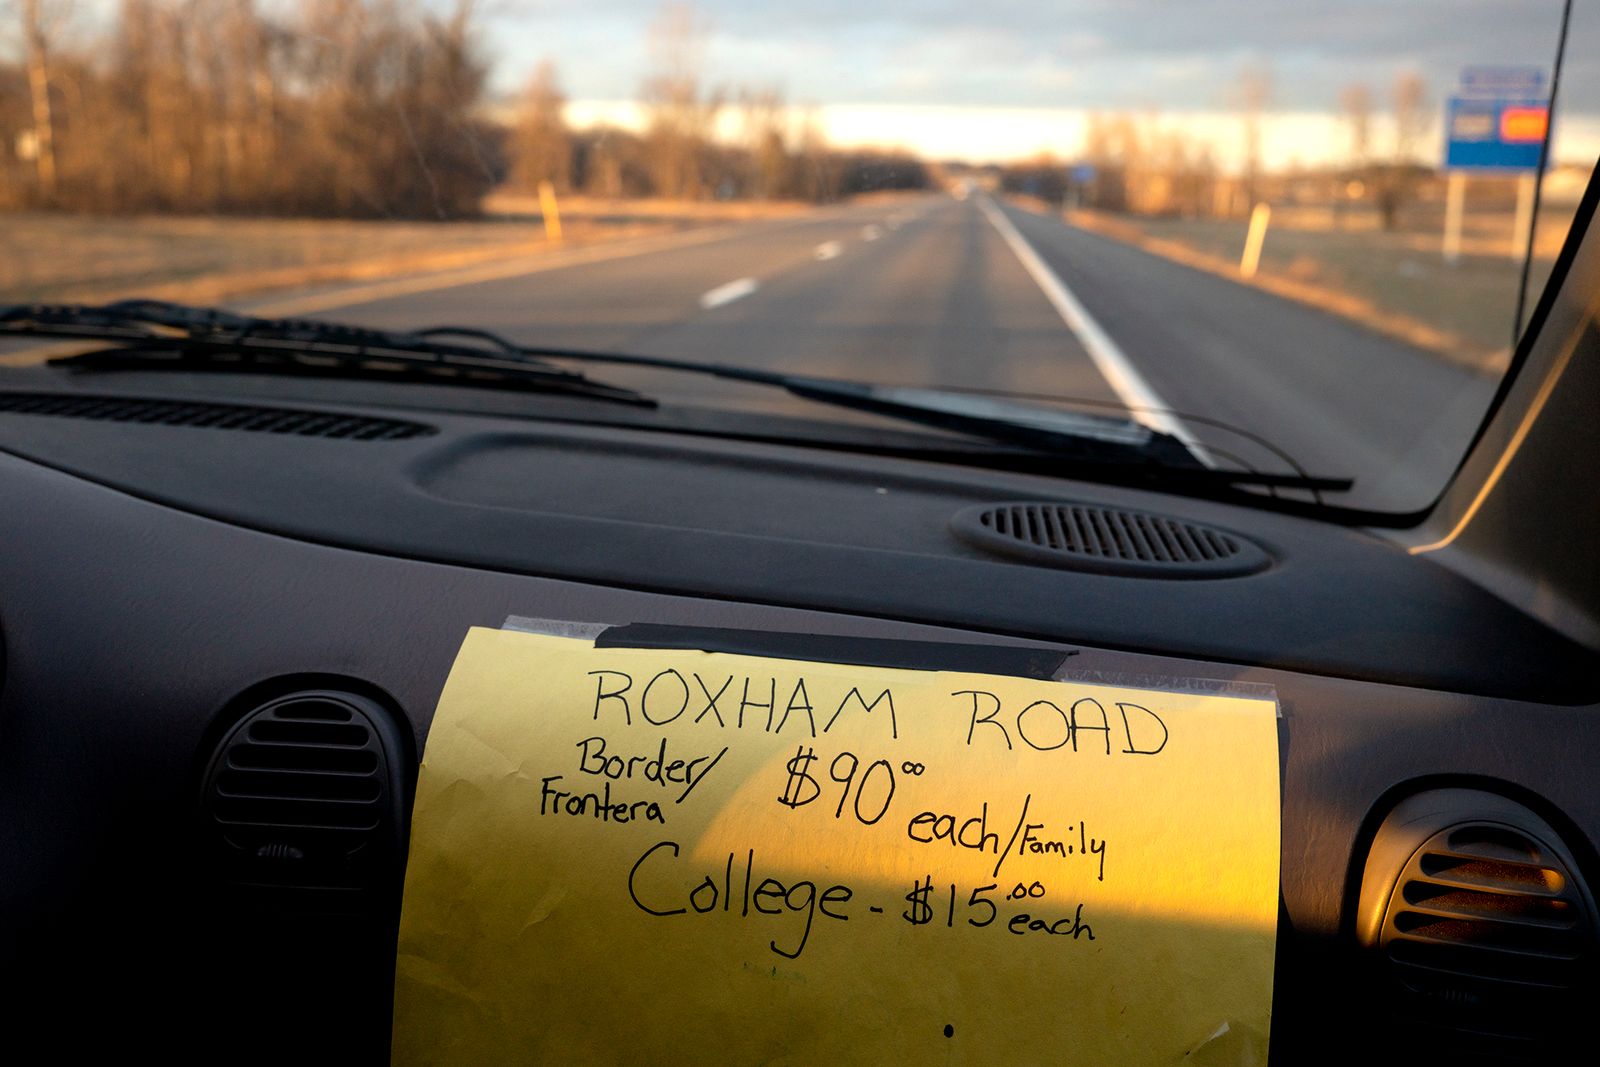 ROXHAM ROAD
Border/
Frontera
$90.00 each/Family
College - $15.00 each